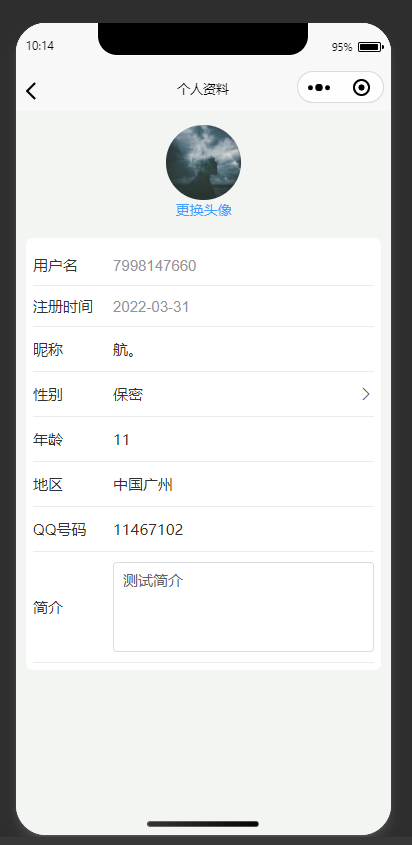 10:14
95%
个人资料
更换头像
用户名 7998147660
注册时间 2022-03-31
昵称 航。
性别 保密
年龄 11
地区 中国广州
QQ号码 11467102
简介 测试简介